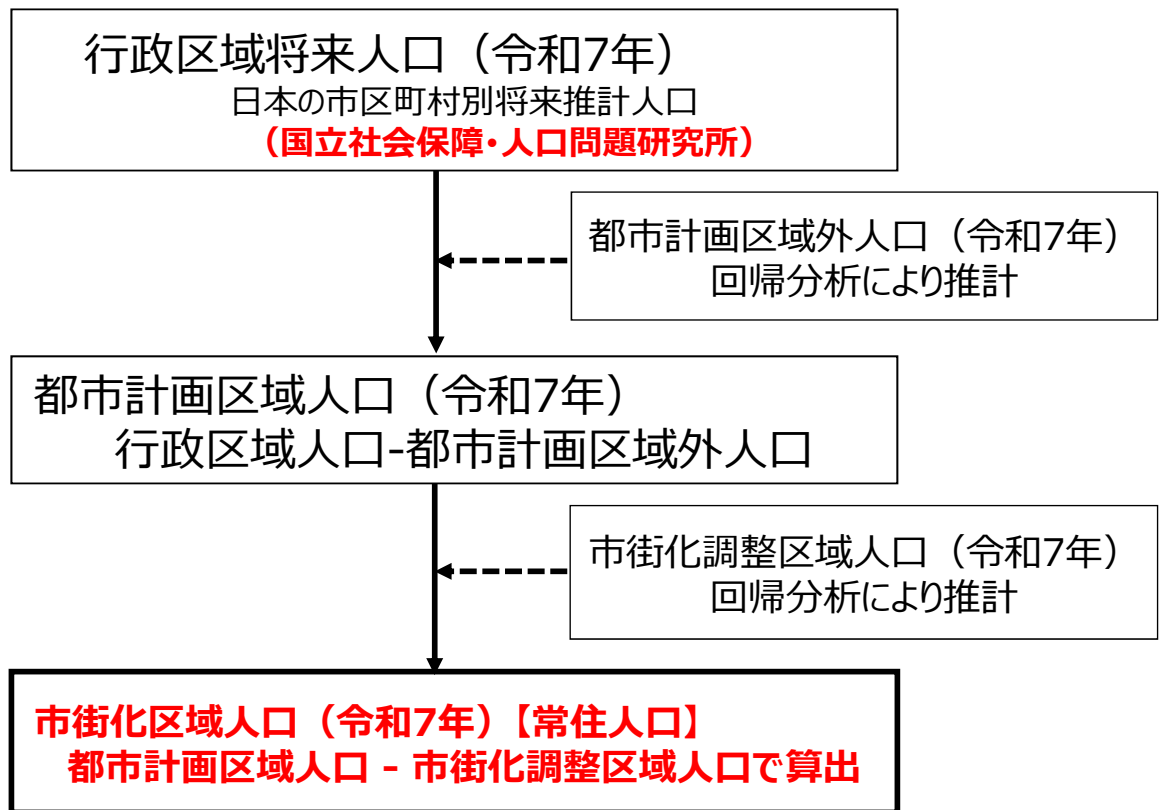 行政区域将来人口（令和7年）
日本の市区町村別将来推計人口
（国立社会保障・人口問題研究所）
都市計画区域外人口（令和7年）
回帰分析により推計
都市計画区域人口（令和7年）
行政区域人口-都市計画区域外人口
市街化調整区域人口（令和7年）
回帰分析により推計
市街化区域人口（令和7年）【常住人口】
都市計画区域人口 - 市街化調整区域人口で算出